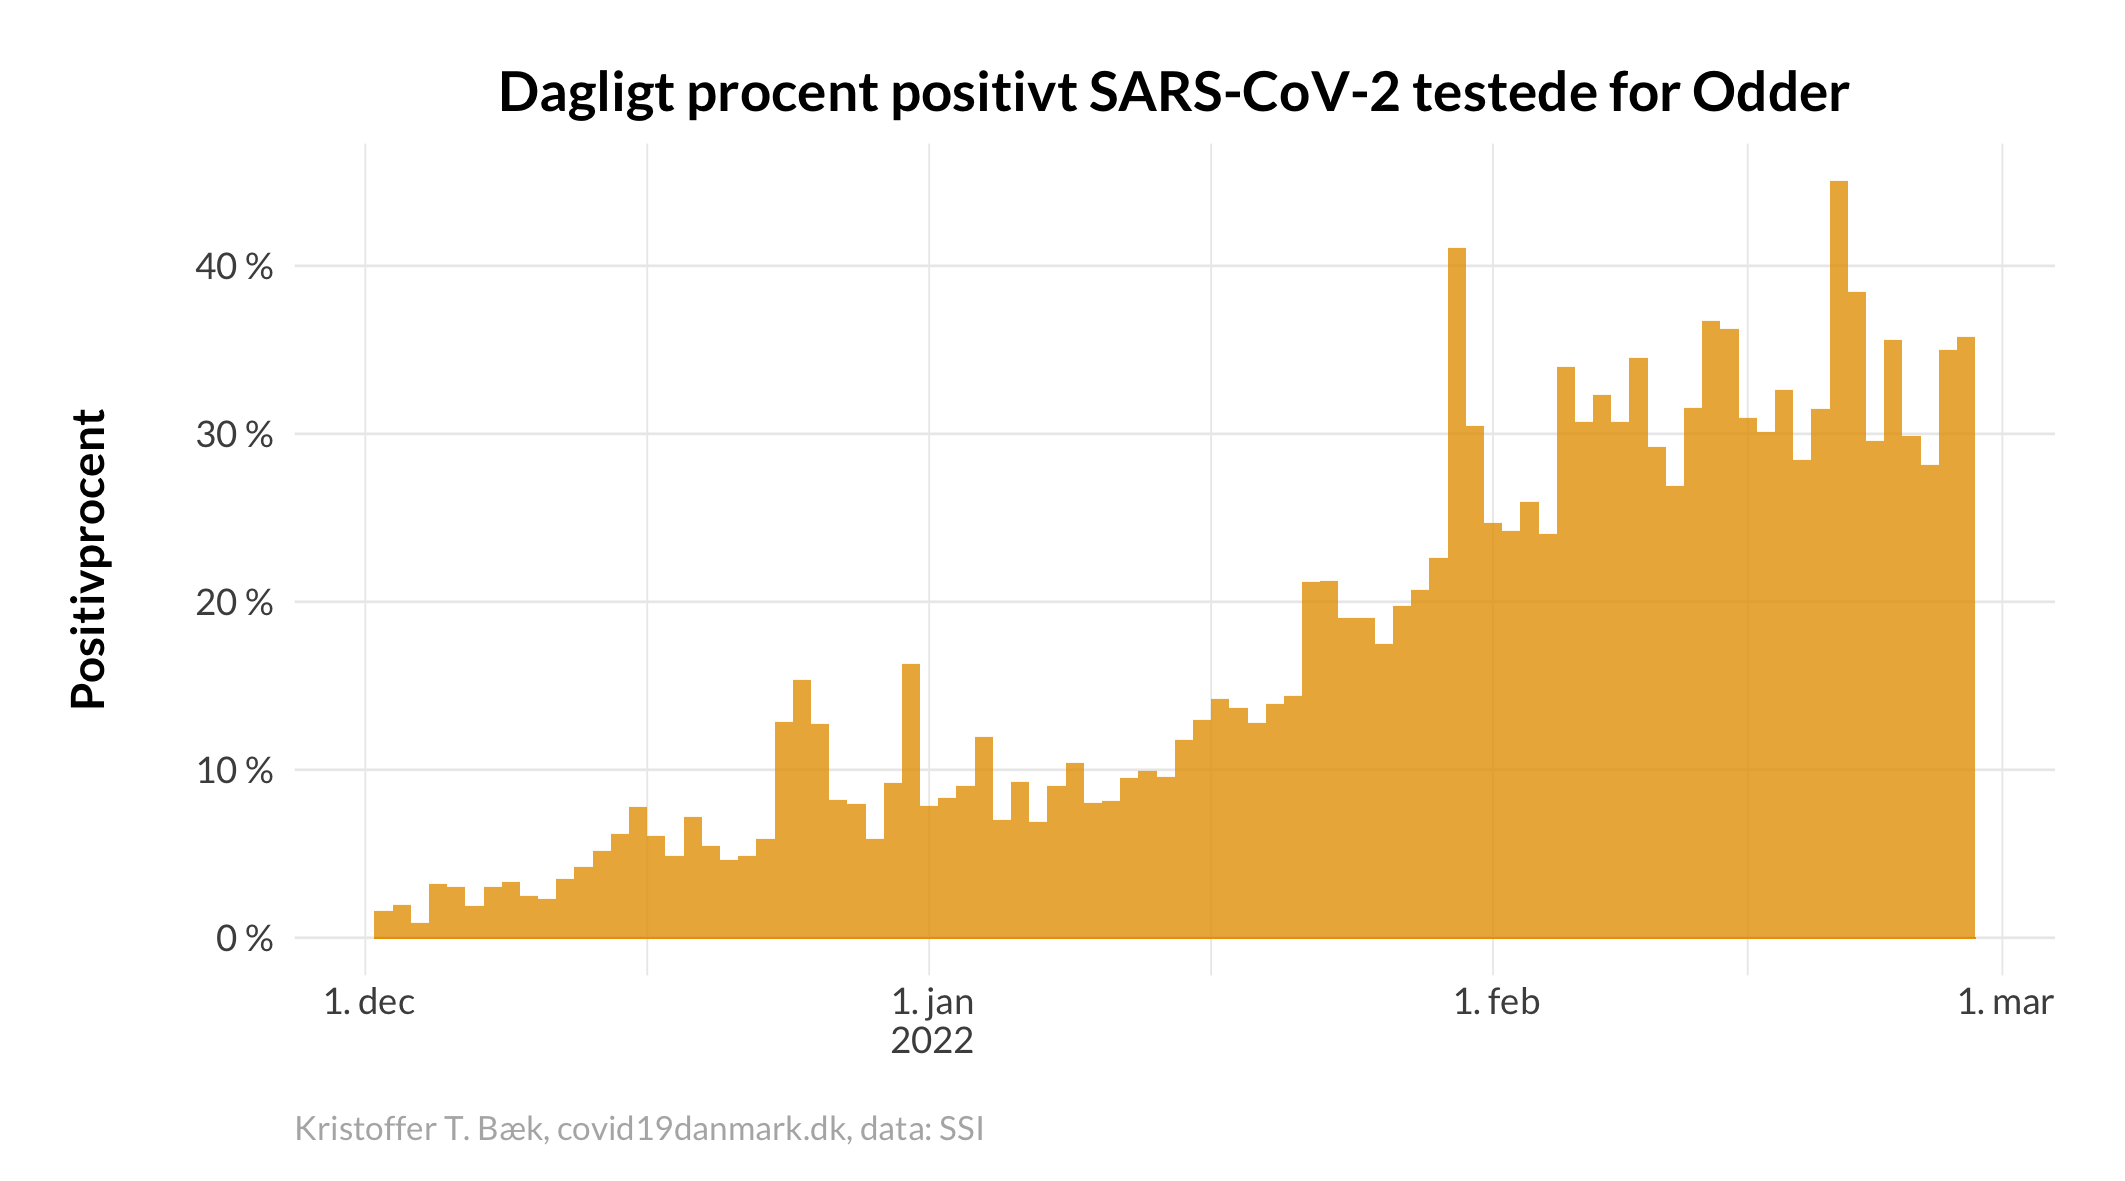 Dagligt procent positivt SARS-CoV-2 testede for Odder
Positivprocent
40 %
30 %
20 %
10 %
0 %
1. dec
1. jan
2022
1. feb
1. mar
Kristoffer T. Bæk, covid19danmark.dk, data: SSI